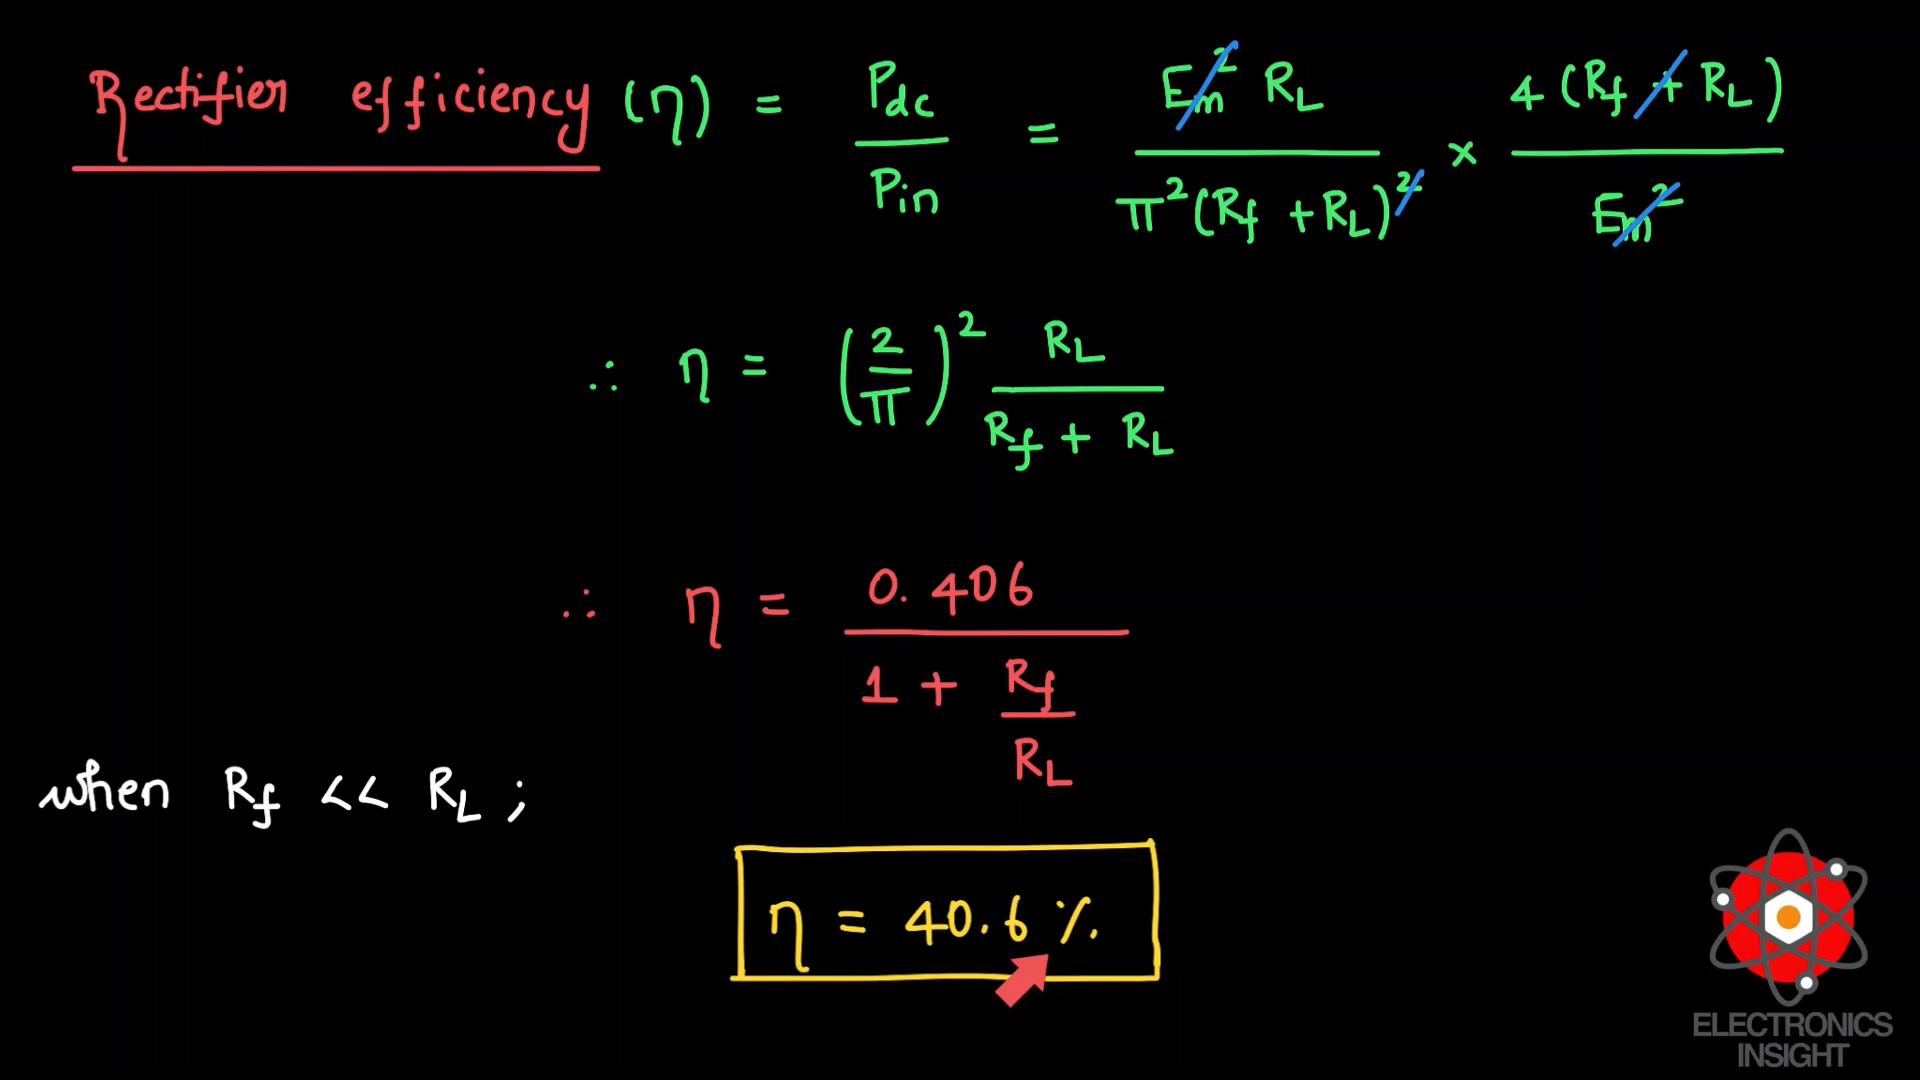 Rectifier efficiency (η) = Pdc / Pin = Em² RL / π² (Rf + RL)² × 4 (Rf + RL) / Em²
∴ η = (2/π)² RL / Rf + RL
∴ η = 0.406 / 1 + Rf / RL
when Rf << RL ;
η = 40.6 %
ELECTRONICS
INSIGHT